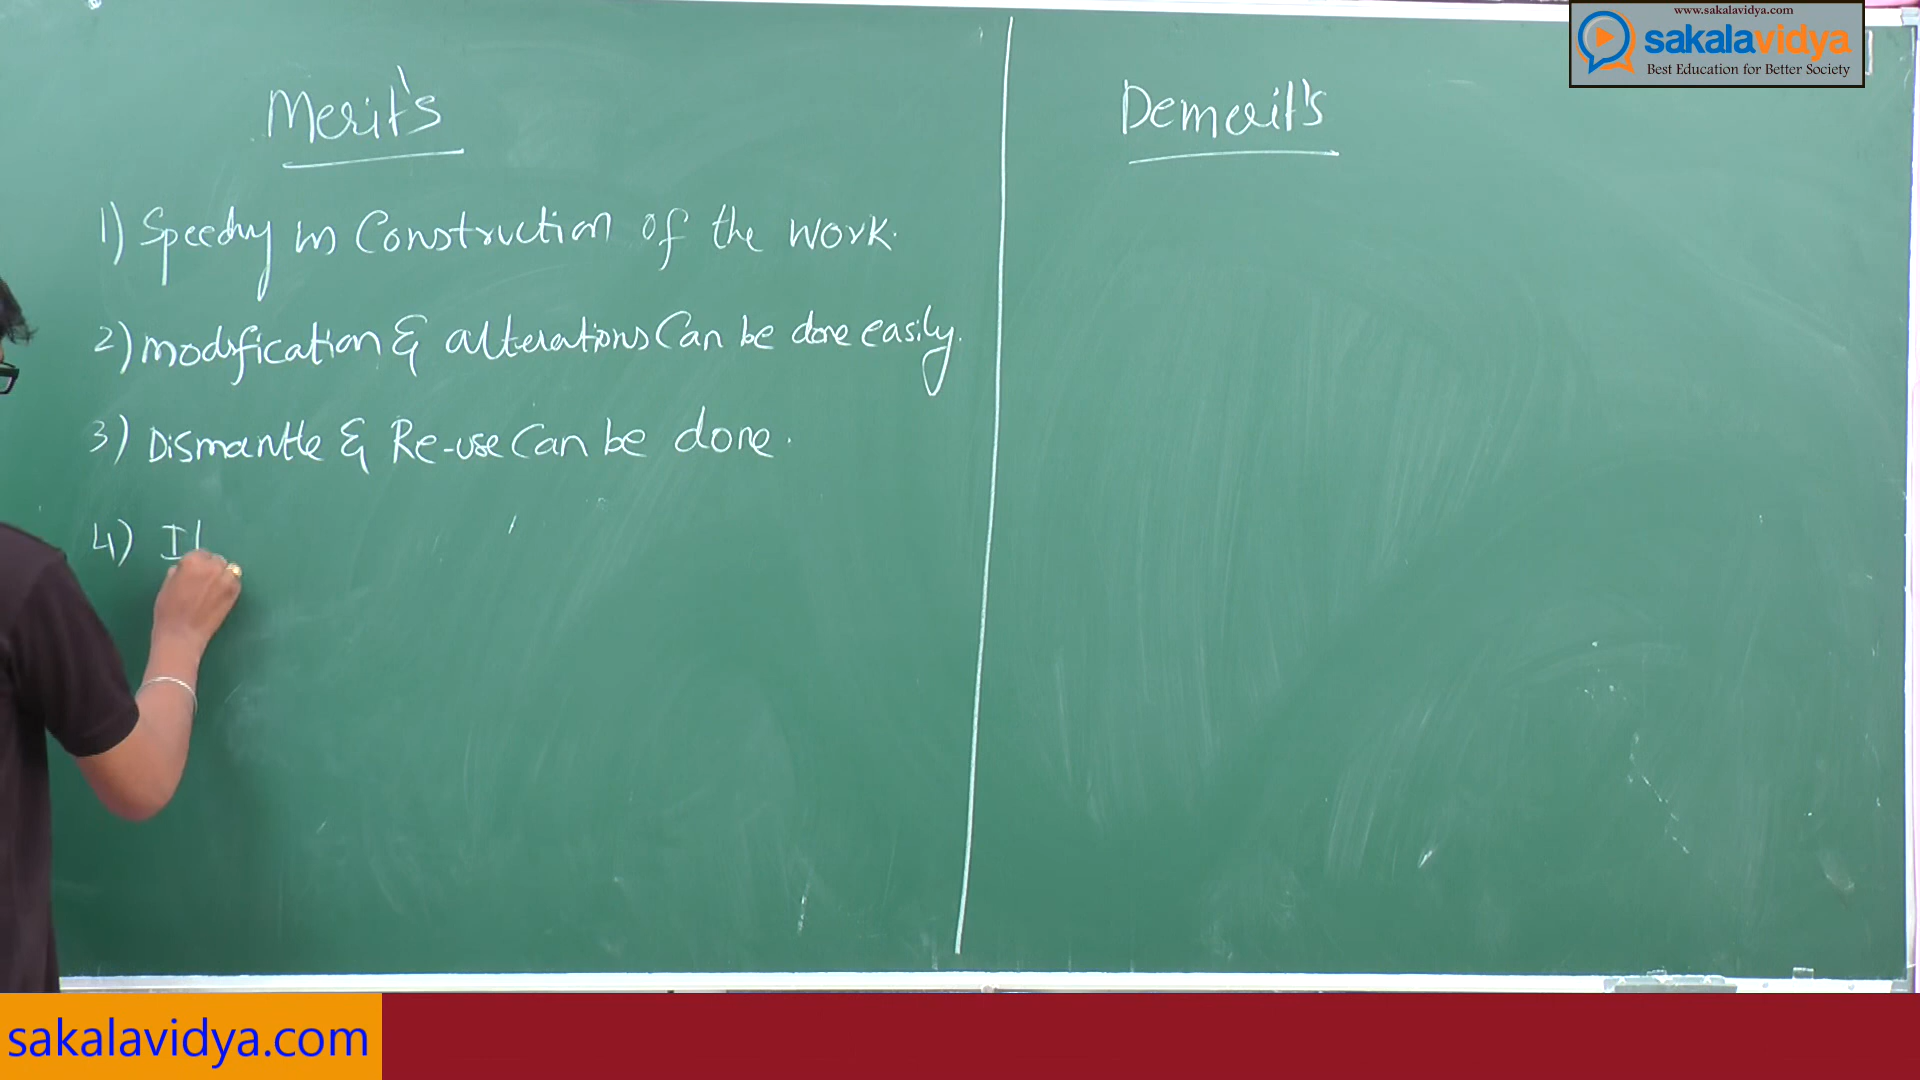 www.sakalavidya.com
sakalavidya
Best Education for Better Society
Merit's
Demerit's
1) Speedy in Construction of the work.
2) modification & alterations Can be done easily.
3) Dismantle & Re-use Can be done.
4) It
sakalavidya.com